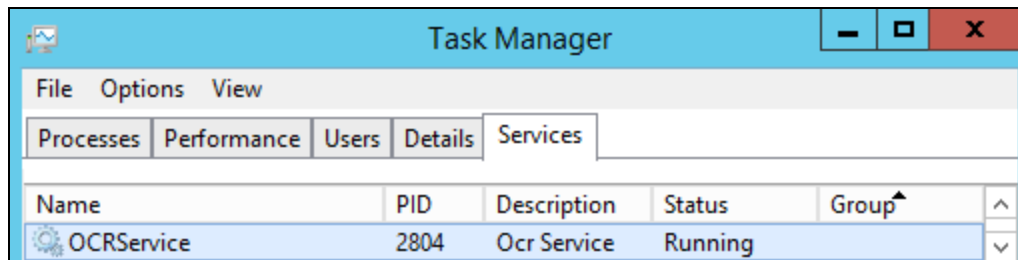 Task Manager
File Options View
Processes Performance Users Details Services
Name PID Description Status Group
OCRService 2804 Ocr Service Running